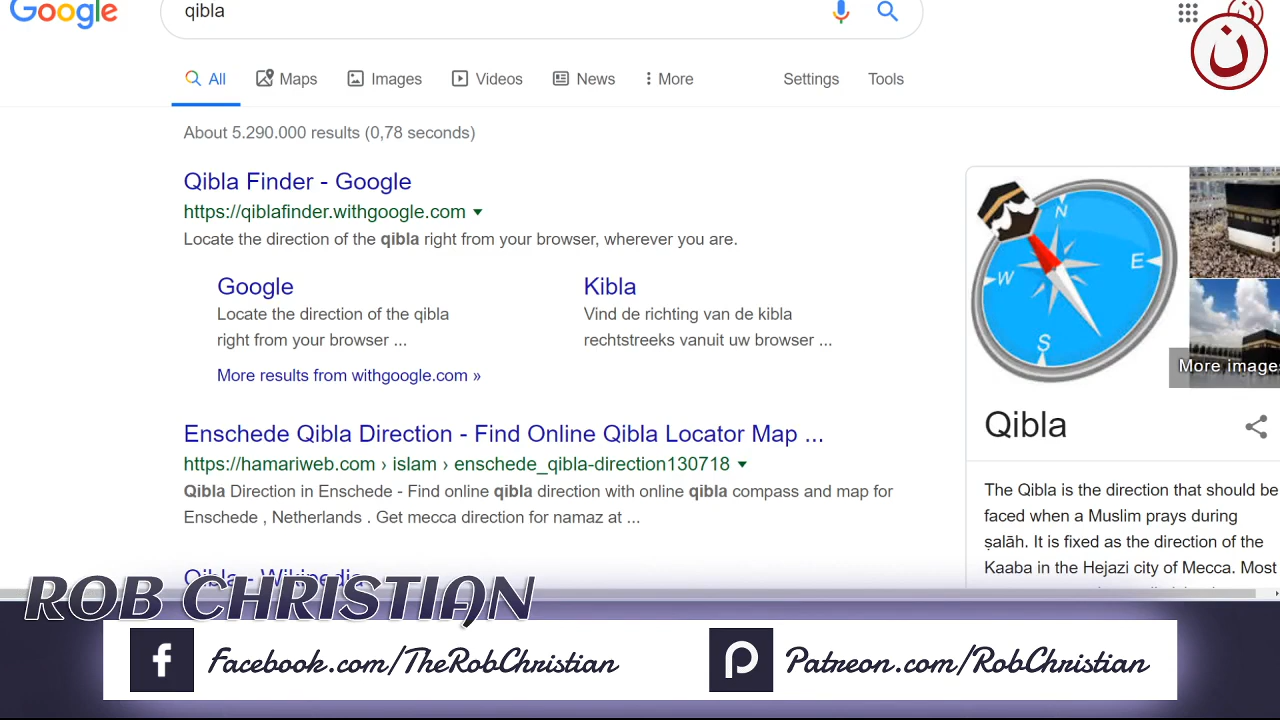 Google
qibla
ن
All Maps Images Videos News More Settings Tools
About 5.290.000 results (0,78 seconds)
Qibla Finder - Google
https://qiblafinder.withgoogle.com
Locate the direction of the qibla right from your browser, wherever you are.
Google
Locate the direction of the qibla
right from your browser ...
Kibla
Vind de richting van de kibla
rechtstreeks vanuit uw browser ...
More results from withgoogle.com »
Enschede Qibla Direction - Find Online Qibla Locator Map ...
https://hamariweb.com › islam › enschede_qibla-direction130718
Qibla Direction in Enschede - Find online qibla direction with online qibla compass and map for
Enschede , Netherlands . Get mecca direction for namaz at ...
Qibla - Wikipedia
N
E
W
S
More images
Qibla
The Qibla is the direction that should be
faced when a Muslim prays during
ṣalāh. It is fixed as the direction of the
Kaaba in the Hejazi city of Mecca. Most
ROB CHRISTIAN
Facebook.com/TheRobChristian
Patreon.com/RobChristian